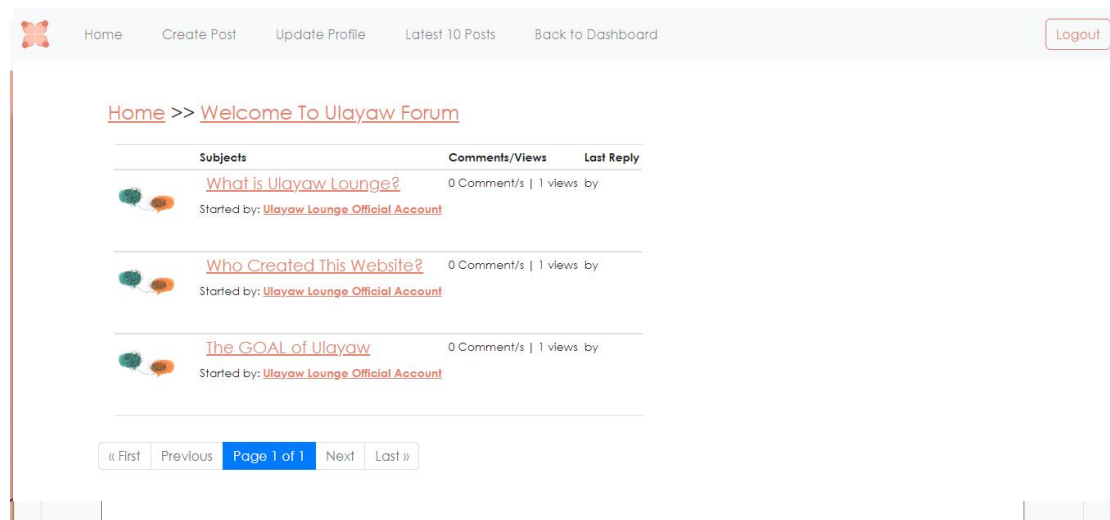 Home Create Post Update Profile Latest 10 Posts Back to Dashboard Logout
Home >> Welcome To Ulayaw Forum
Subjects Comments/Views Last Reply
What is Ulayaw Lounge? 0 Comment/s | 1 views by
Started by: Ulayaw Lounge Official Account
Who Created This Website? 0 Comment/s | 1 views by
Started by: Ulayaw Lounge Official Account
The GOAL of Ulayaw 0 Comment/s | 1 views by
Started by: Ulayaw Lounge Official Account
« First Previous Page 1 of 1 Next Last »